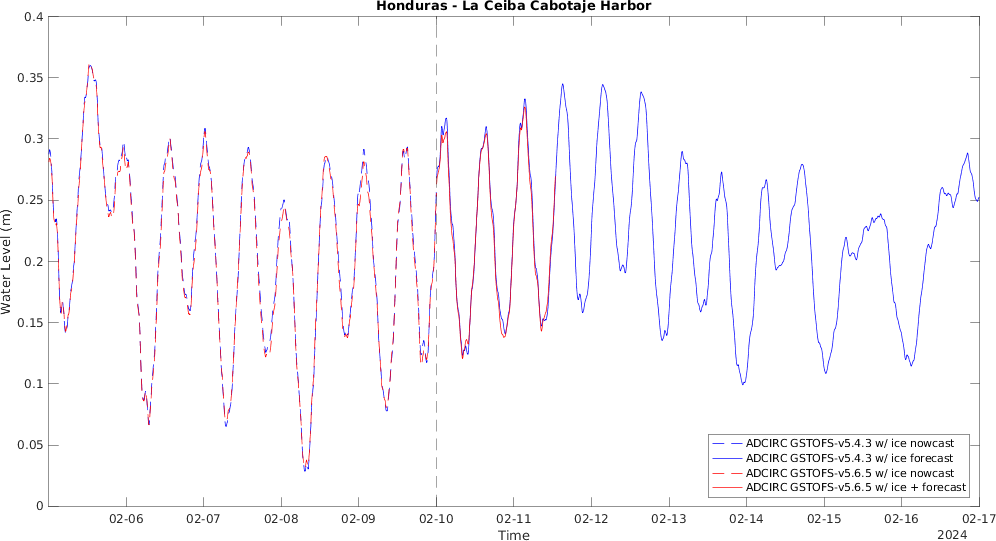 Honduras - La Ceiba Cabotaje Harbor
Water Level (m)
0.4
0.35
0.3
0.25
0.2
0.15
0.1
0.05
0
02-06 02-07 02-08 02-09 02-10 02-11 02-12 02-13 02-14 02-15 02-16 02-17
Time
2024
ADCIRC GSTOFS-v5.4.3 w/ ice nowcast
ADCIRC GSTOFS-v5.4.3 w/ ice forecast
ADCIRC GSTOFS-v5.6.5 w/ ice nowcast
ADCIRC GSTOFS-v5.6.5 w/ ice + forecast